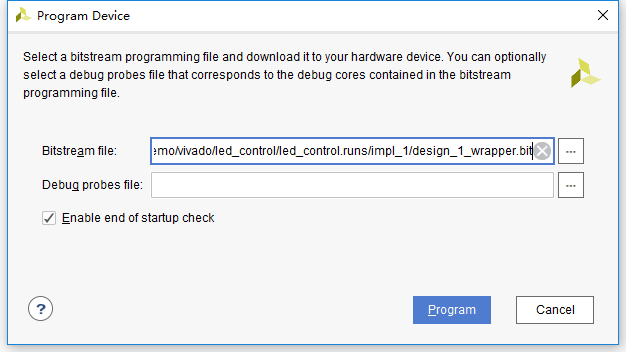 Program Device
Select a bitstream programming file and download it to your hardware device. You can optionally
select a debug probes file that corresponds to the debug cores contained in the bitstream
programming file.
Bitstream file: emo/vivado/led_control/led_control.runs/impl_1/design_1_wrapper.bit ...
Debug probes file: ...
Enable end of startup check
? Program Cancel